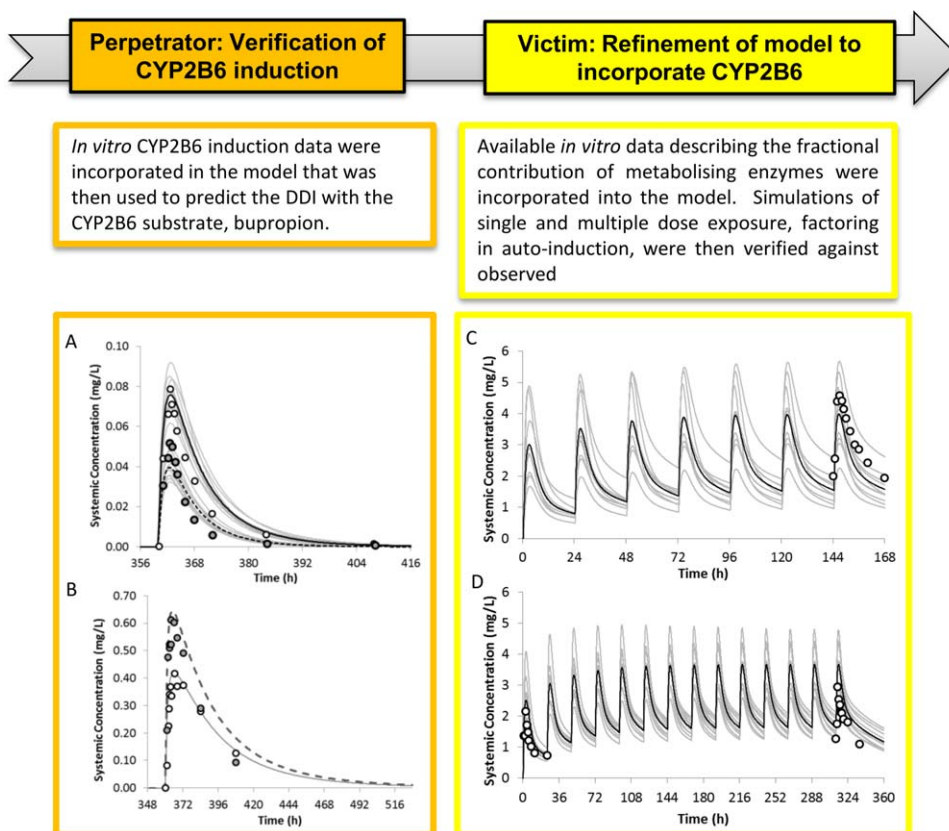 Perpetrator: Verification of
CYP2B6 induction
Victim: Refinement of model to
incorporate CYP2B6
In vitro CYP2B6 induction data were
incorporated in the model that was
then used to predict the DDI with the
CYP2B6 substrate, bupropion.
Available in vitro data describing the fractional
contribution of metabolising enzymes were
incorporated into the model. Simulations of
single and multiple dose exposure, factoring
in auto-induction, were then verified against
observed
A
Systemic Concentration (mg/L)
0.10
0.08
0.06
0.04
0.02
0.00
356 368 380 392 404 416
Time (h)
B
Systemic Concentration (mg/L)
0.70
0.60
0.50
0.40
0.30
0.20
0.10
0.00
348 372 396 420 444 468 492 516
Time (h)
C
Systemic Concentration (mg/L)
6
5
4
3
2
1
0
0 24 48 72 96 120 144 168
Time (h)
D
Systemic Concentration (mg/L)
6
5
4
3
2
1
0
0 36 72 108 144 180 216 252 288 324 360
Time (h)